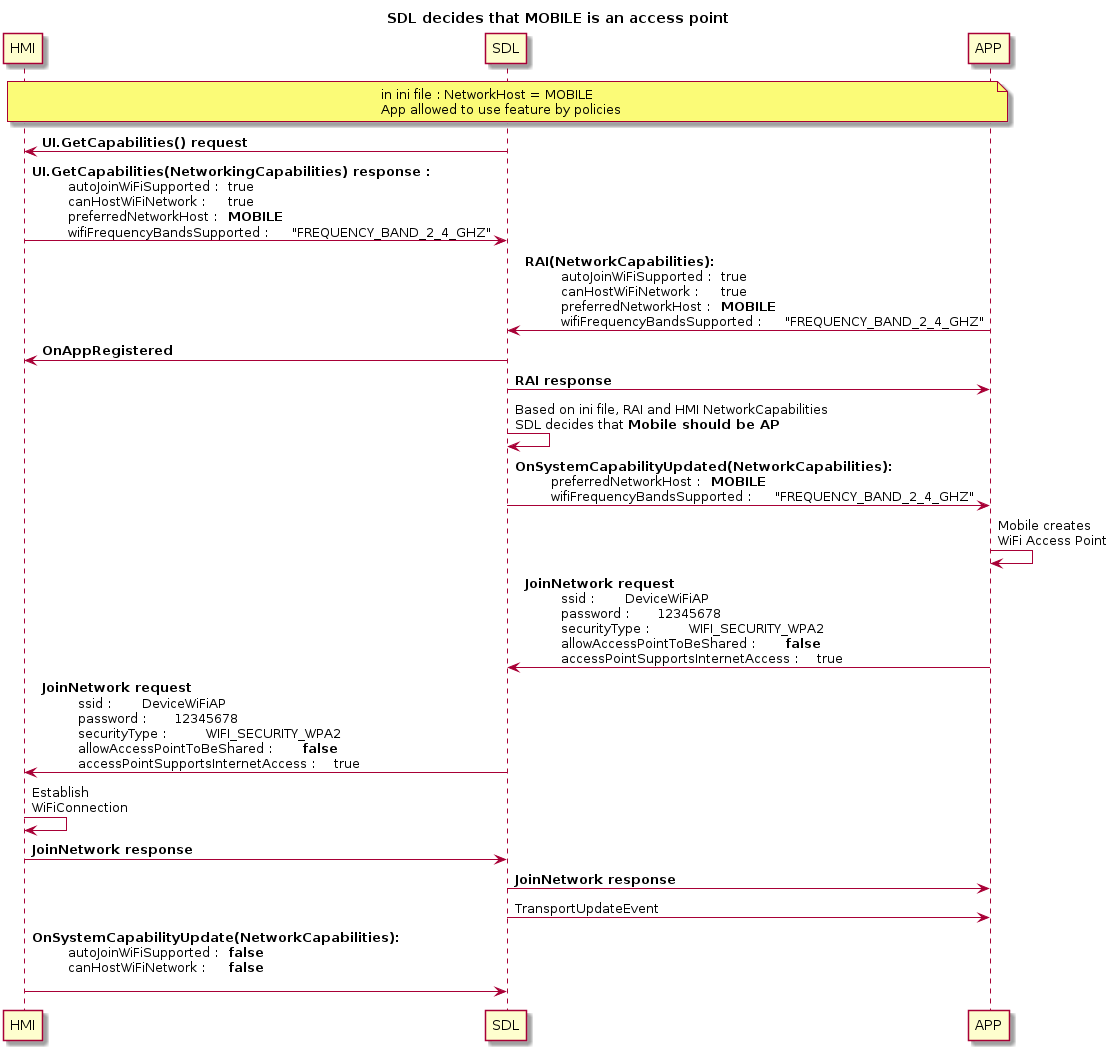 SDL decides that MOBILE is an access point
HMI SDL APP
in ini file : NetworkHost = MOBILE
App allowed to use feature by policies
UI.GetCapabilities() request
UI.GetCapabilities(NetworkingCapabilities) response :
autoJoinWiFiSupported : true
canHostWiFiNetwork : true
preferredNetworkHost : MOBILE
wifiFrequencyBandsSupported : "FREQUENCY_BAND_2_4_GHZ"
RAI(NetworkCapabilities):
autoJoinWiFiSupported : true
canHostWiFiNetwork : true
preferredNetworkHost : MOBILE
wifiFrequencyBandsSupported : "FREQUENCY_BAND_2_4_GHZ"
OnAppRegistered
RAI response
Based on ini file, RAI and HMI NetworkCapabilities
SDL decides that Mobile should be AP
OnSystemCapabilityUpdated(NetworkCapabilities):
preferredNetworkHost : MOBILE
wifiFrequencyBandsSupported : "FREQUENCY_BAND_2_4_GHZ"
Mobile creates
WiFi Access Point
JoinNetwork request
ssid : DeviceWiFiAP
password : 12345678
securityType : WIFI_SECURITY_WPA2
allowAccessPointToBeShared : false
accessPointSupportsInternetAccess : true
JoinNetwork request
ssid : DeviceWiFiAP
password : 12345678
securityType : WIFI_SECURITY_WPA2
allowAccessPointToBeShared : false
accessPointSupportsInternetAccess : true
Establish
WiFiConnection
JoinNetwork response
JoinNetwork response
TransportUpdateEvent
OnSystemCapabilityUpdate(NetworkCapabilities):
autoJoinWiFiSupported : false
canHostWiFiNetwork : false
HMI SDL APP